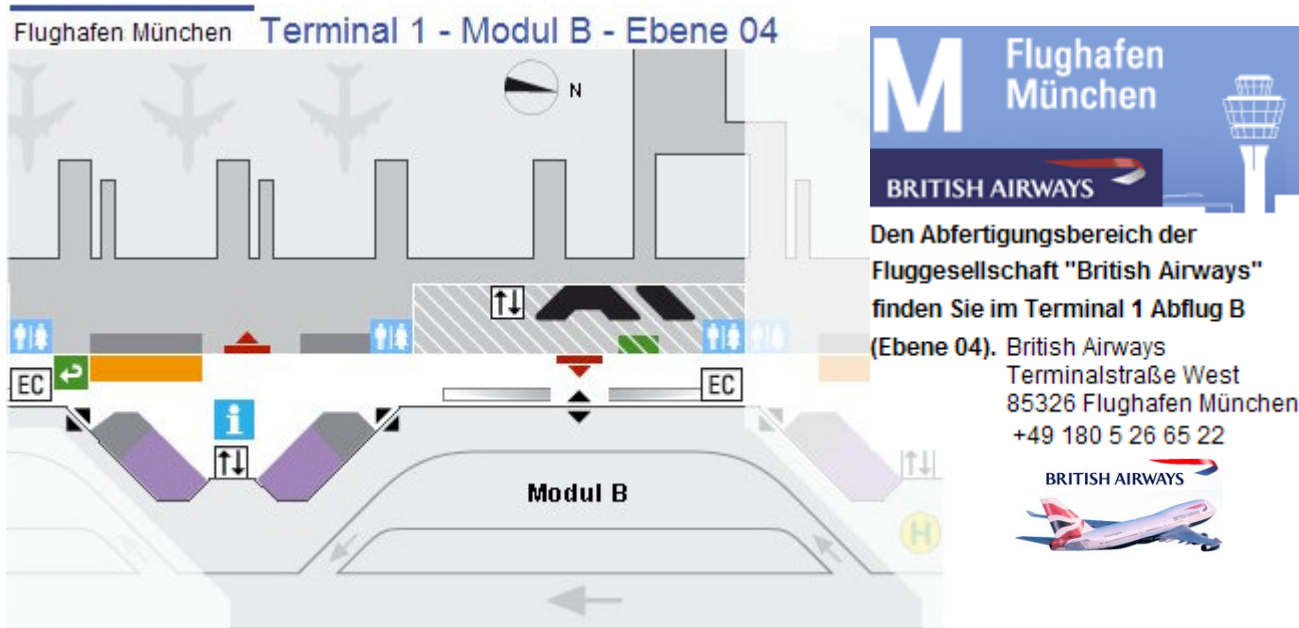 Flughafen München Terminal 1 - Modul B - Ebene 04
N
EC
i
EC
Modul B
H
M Flughafen
München
BRITISH AIRWAYS
Den Abfertigungsbereich der
Fluggesellschaft "British Airways"
finden Sie im Terminal 1 Abflug B
(Ebene 04). British Airways
Terminalstraße West
85326 Flughafen München
+49 180 5 26 65 22
BRITISH AIRWAYS